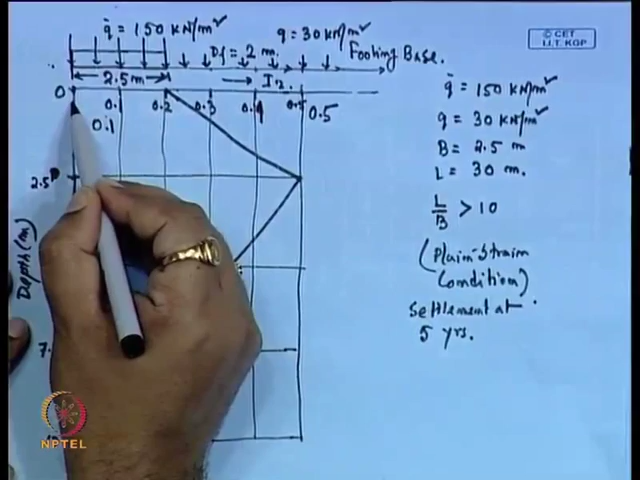 q̄ = 150 KN/m² q = 30 KN/m²
Df = 2 m. Footing Base.
2.5m → Iz.
0 0.1 0.2 0.3 0.4 0.5 0.5
0.1
2.5
Depth (m)
7.
© CET
I.I.T. KGP
q̄ = 150 KN/m²
q = 30 KN/m²
B = 2.5 m
L = 30 m.
L/B > 10
(Plain-Strain
Condition)
Settlement at
5 yrs.
NPTEL